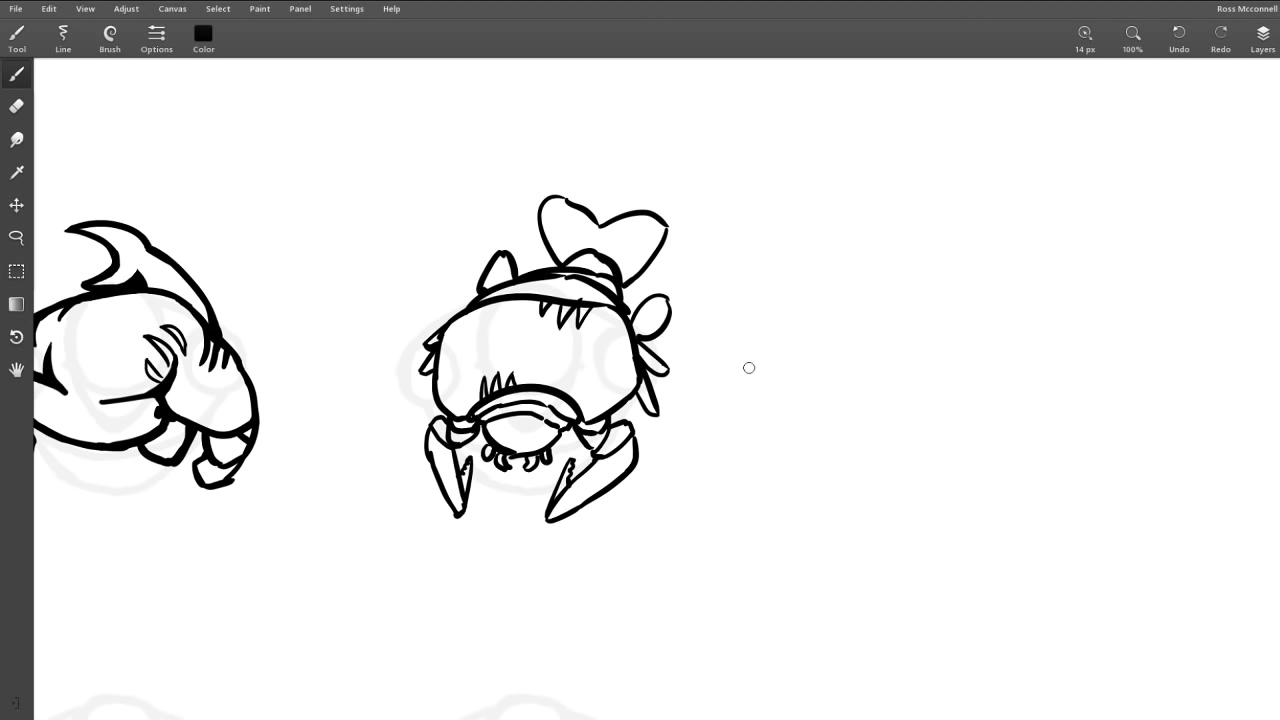 File Edit View Adjust Canvas Select Paint Panel Settings Help Ross Mcconnell
Tool Line Brush Options Color 14 px 100% Undo Redo Layers